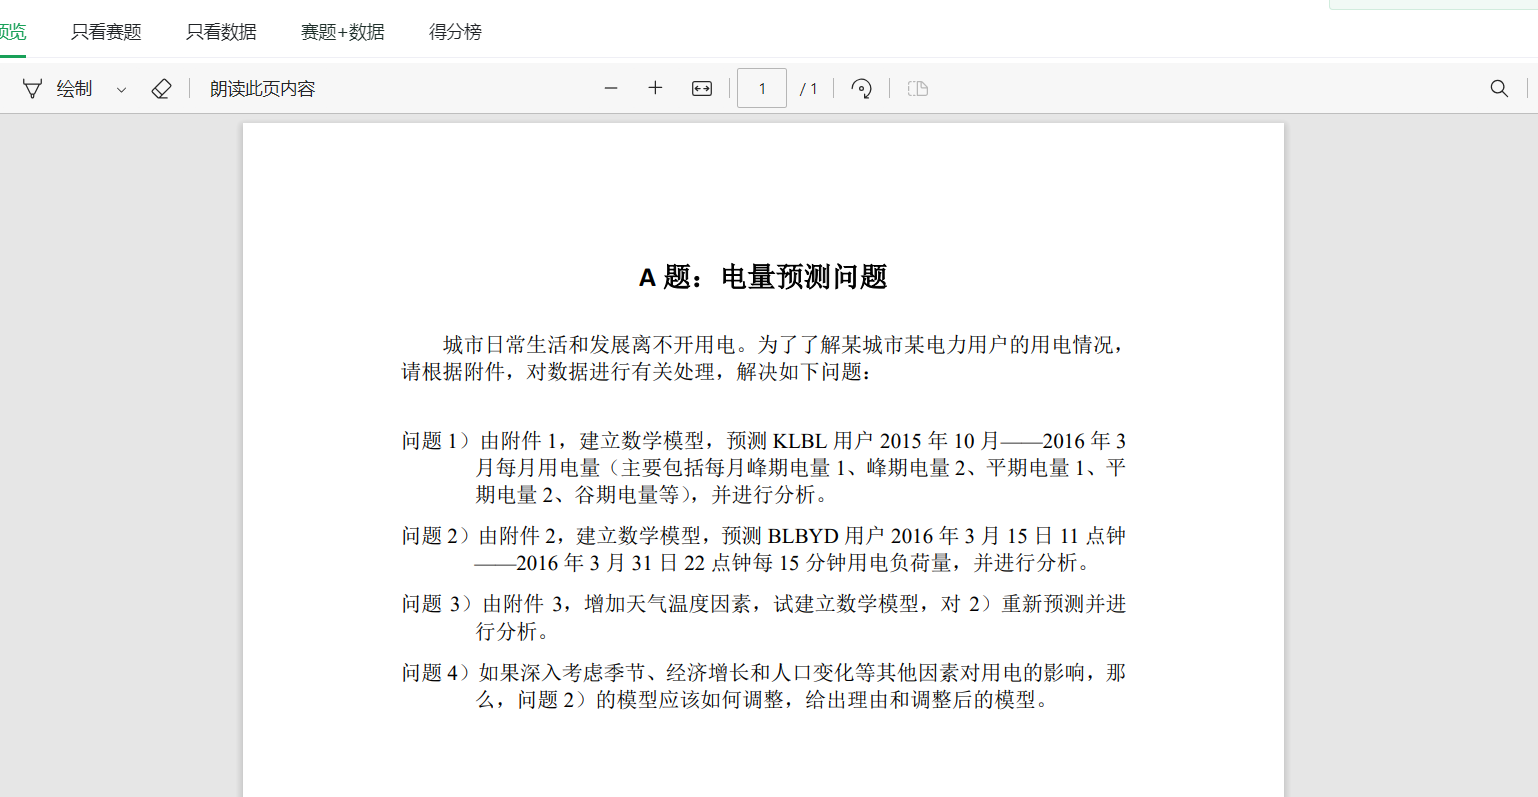 预览 只看赛题 只看数据 赛题+数据 得分榜
绘制 朗读此页内容 1 / 1
A 题：电量预测问题
城市日常生活和发展离不开用电。为了了解某城市某电力用户的用电情况，
请根据附件，对数据进行有关处理，解决如下问题：
问题 1）由附件 1，建立数学模型，预测 KLBL 用户 2015 年 10 月——2016 年 3
月每月用电量（主要包括每月峰期电量 1、峰期电量 2、平期电量 1、平
期电量 2、谷期电量等），并进行分析。
问题 2）由附件 2，建立数学模型，预测 BLBYD 用户 2016 年 3 月 15 日 11 点钟
——2016 年 3 月 31 日 22 点钟每 15 分钟用电负荷量，并进行分析。
问题 3）由附件 3，增加天气温度因素，试建立数学模型，对 2）重新预测并进
行分析。
问题 4）如果深入考虑季节、经济增长和人口变化等其他因素对用电的影响，那
么，问题 2）的模型应该如何调整，给出理由和调整后的模型。